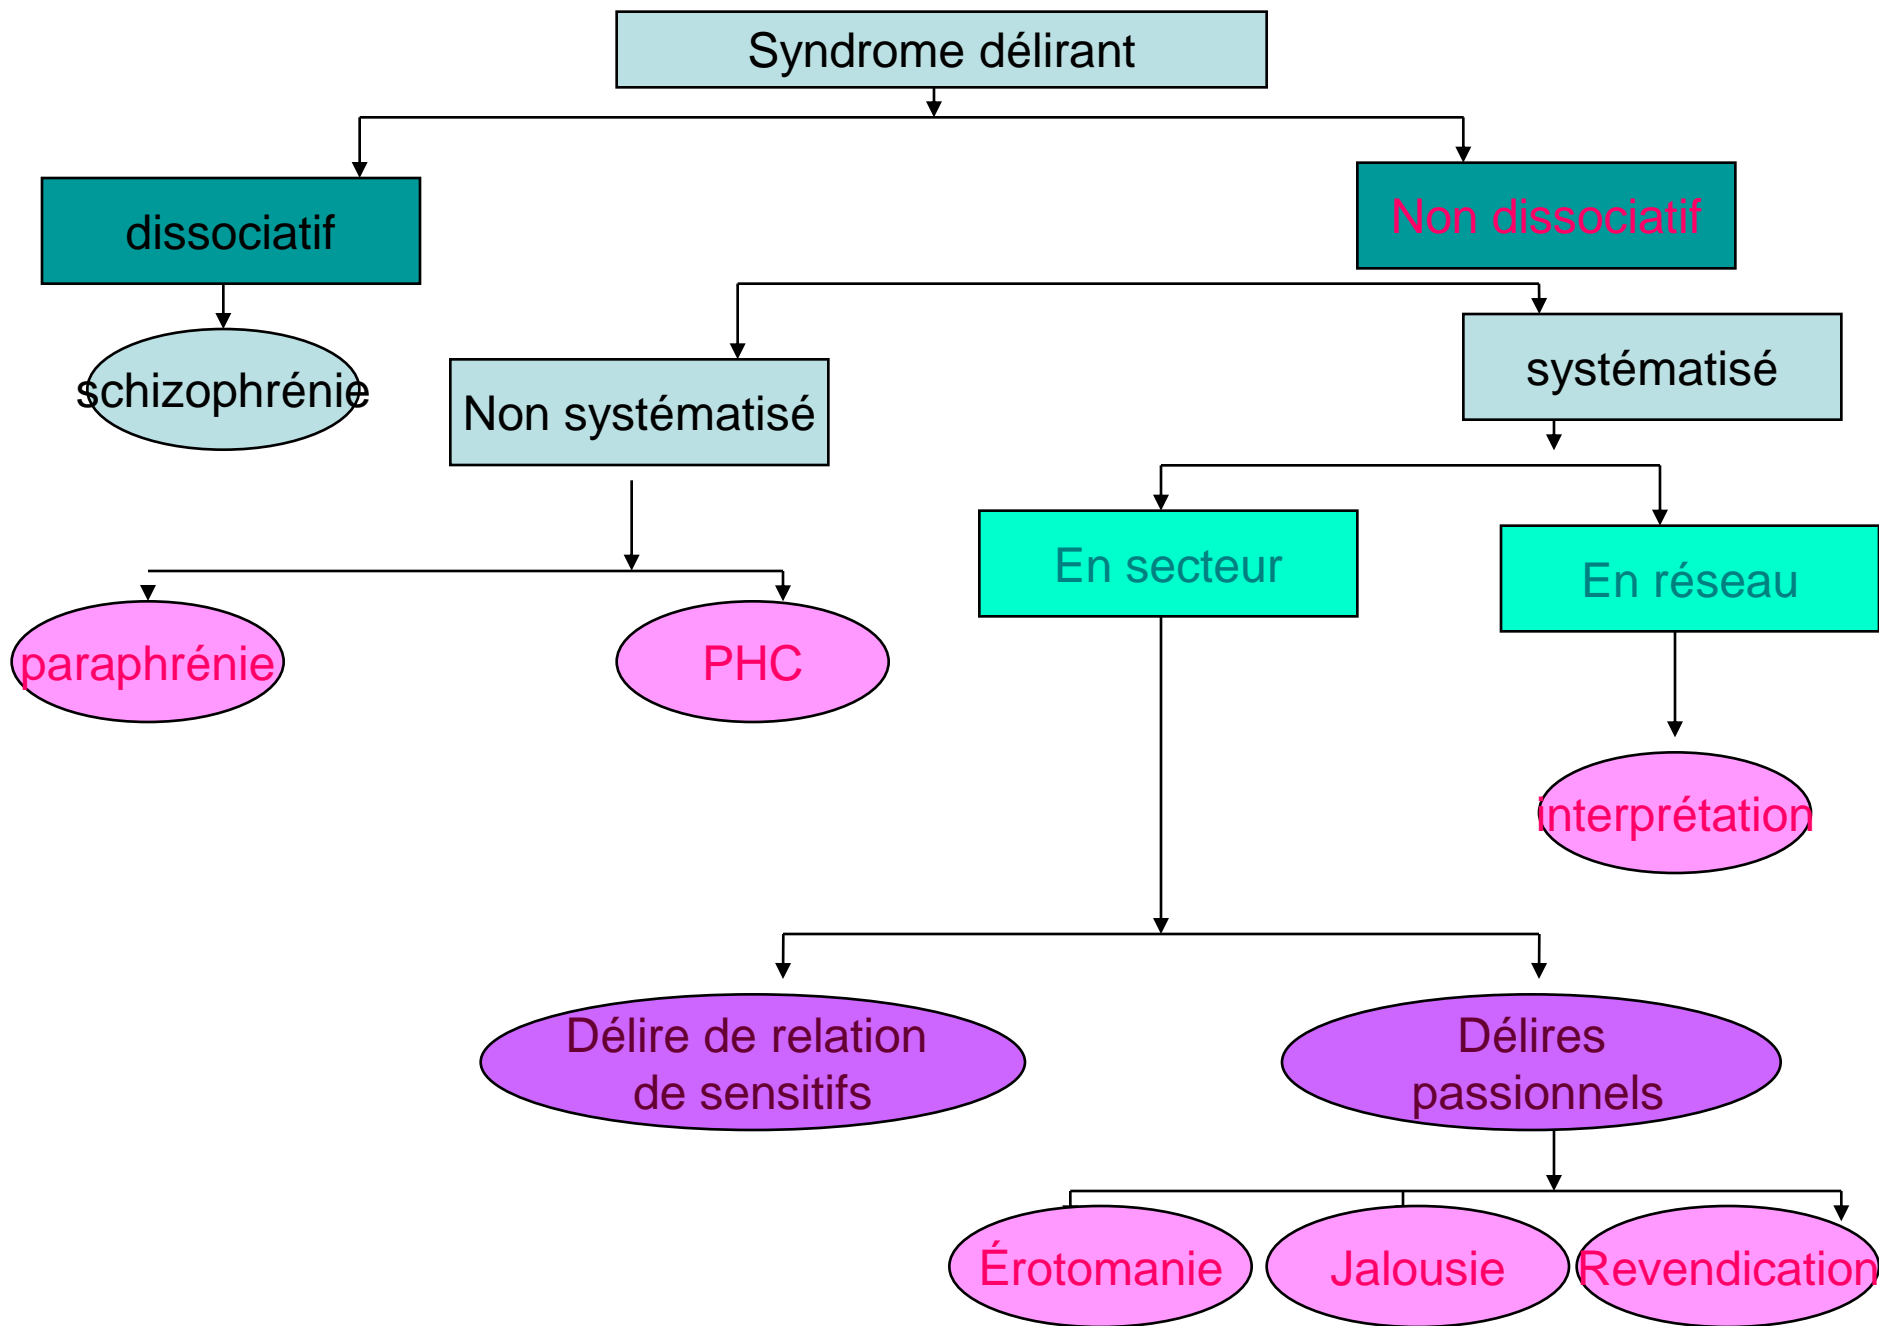 Syndrome délirant
dissociatif
Non dissociatif
schizophrénie
Non systématisé
systématisé
En secteur
En réseau
paraphrénie
PHC
interprétation
Délire de relation
de sensitifs
Délires
passionnels
Érotomanie
Jalousie
Revendication